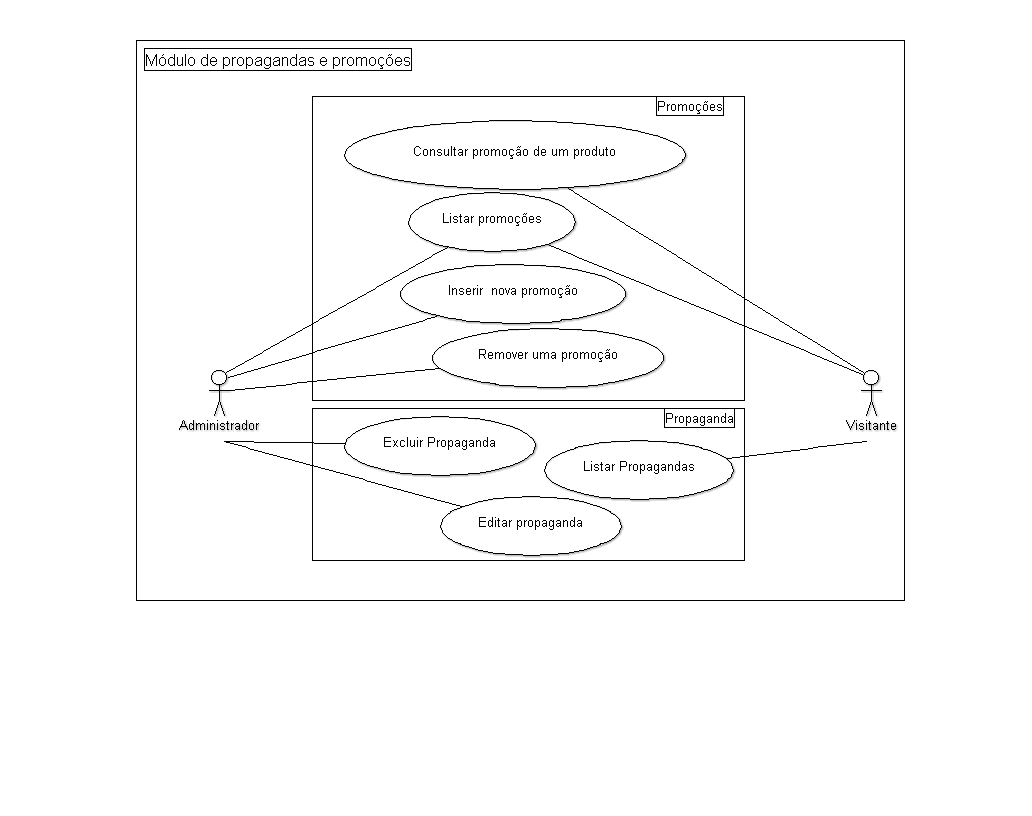 Módulo de propagandas e promoções
Promoções
Consultar promoção de um produto
Listar promoções
Inserir  nova promoção
Remover uma promoção
Administrador
Visitante
Propaganda
Excluir Propaganda
Listar Propagandas
Editar propaganda